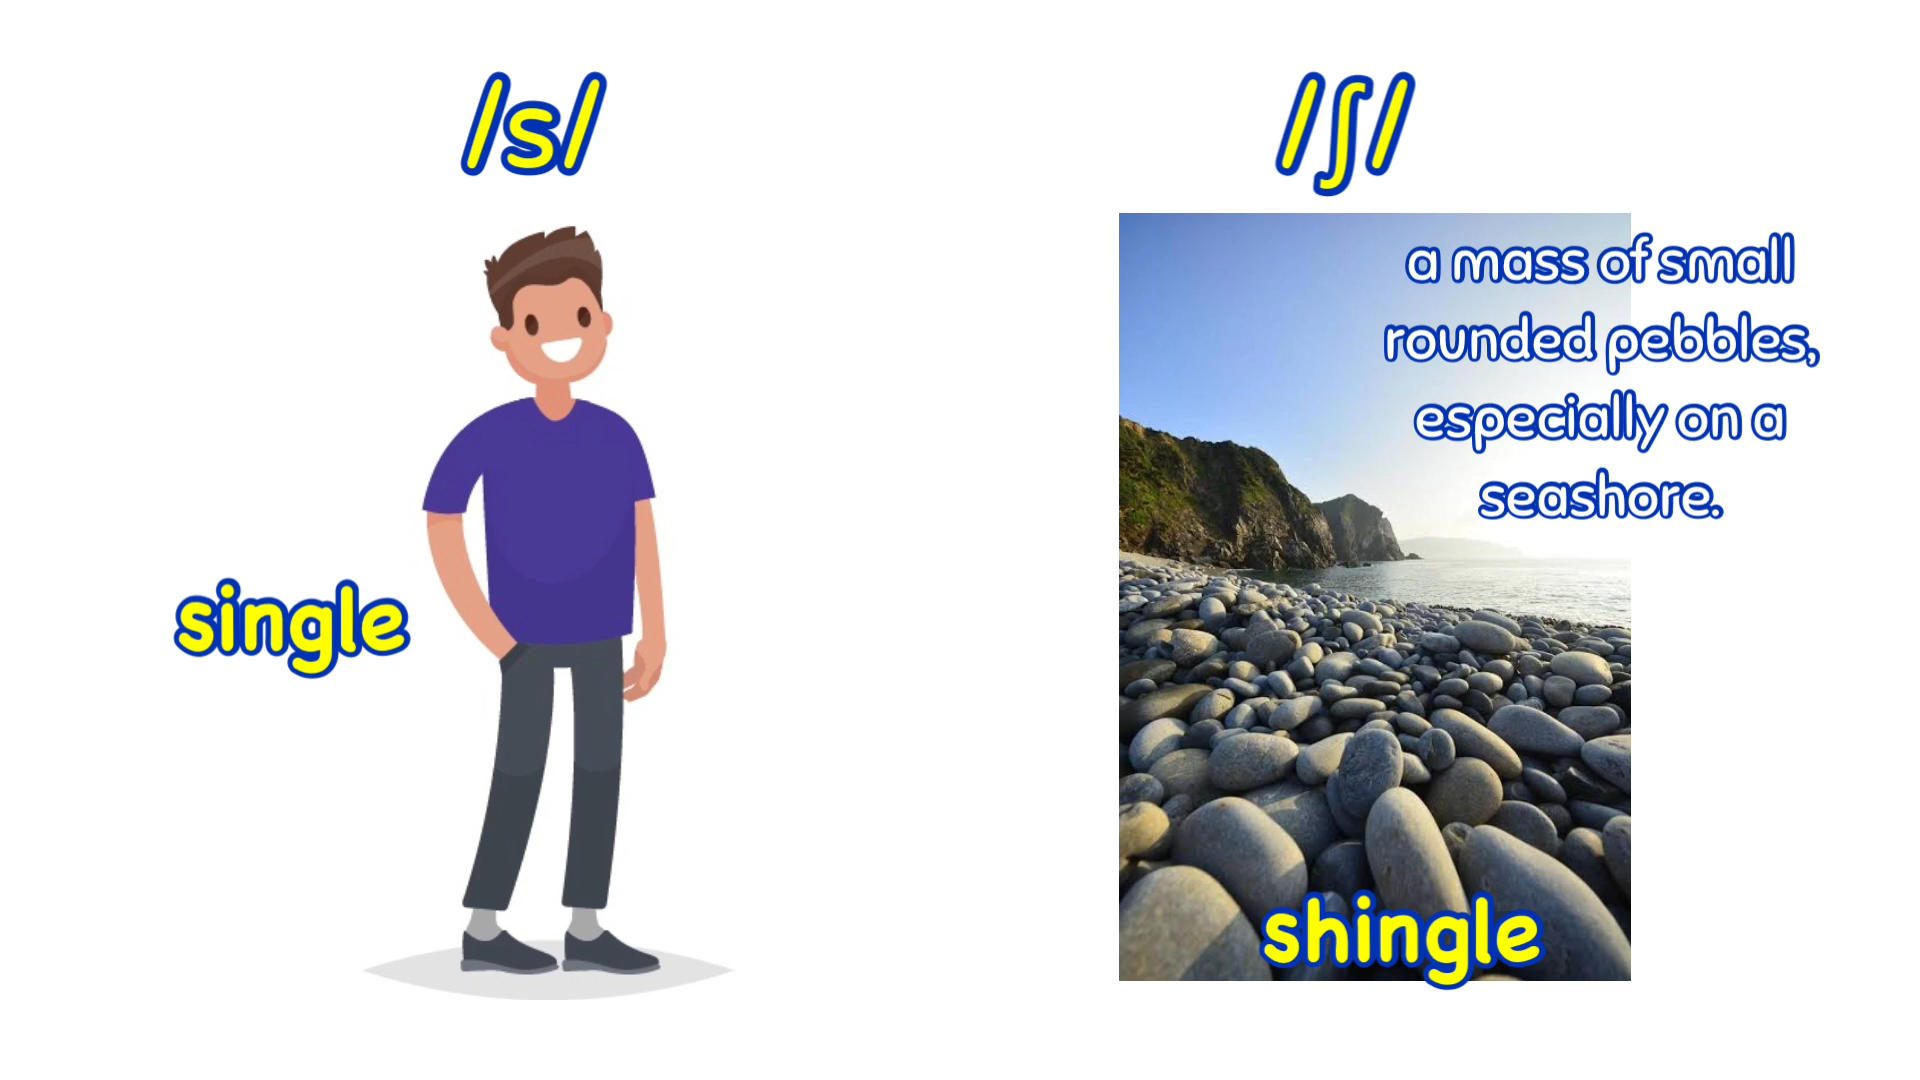 /s/
/ʃ/
a mass of small
rounded pebbles,
especially on a
seashore.
single
shingle